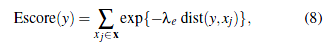 Escore(y) = ∑_{x_j∈𝐱} exp{−λ_e dist(y, x_j)},   (8)